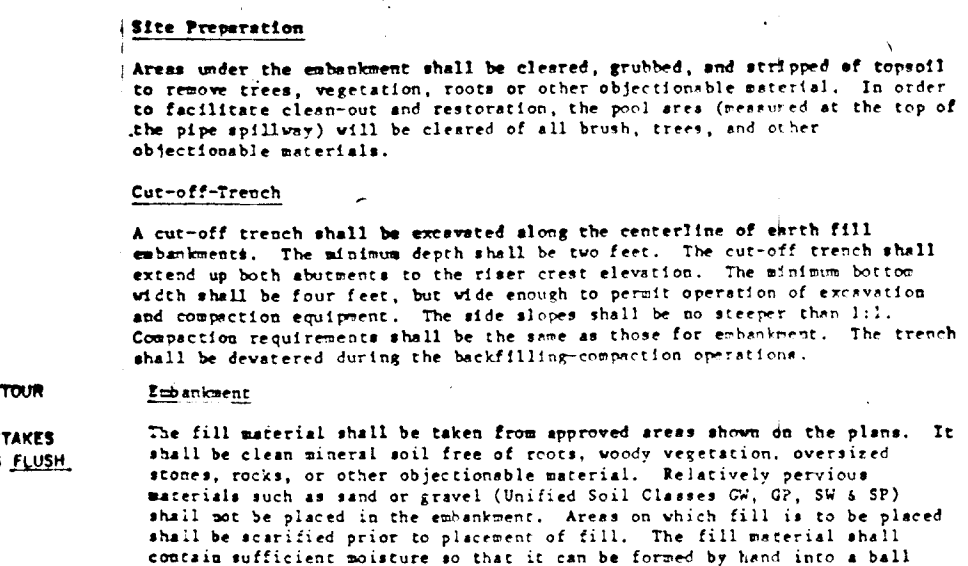 Site Preparation
Areas under the embankment shall be cleared, grubbed, and stripped of topsoil
to remove trees, vegetation, roots or other objectionable material. In order
to facilitate clean-out and restoration, the pool area (measured at the top of
the pipe spillway) will be cleared of all brush, trees, and other
objectionable materials.
Cut-off-Trench
A cut-off trench shall be excavated along the centerline of earth fill
embankments. The minimum depth shall be two feet. The cut-off trench shall
extend up both abutments to the riser crest elevation. The minimum bottom
width shall be four feet, but wide enough to permit operation of excavation
and compaction equipment. The side slopes shall be no steeper than 1:1.
Compaction requirements shall be the same as those for embankment. The trench
shall be dewatered during the backfilling-compaction operations.
TOUR
Embankment
TAKES
FLUSH
The fill material shall be taken from approved areas shown on the plans. It
shall be clean mineral soil free of roots, woody vegetation, oversized
stones, rocks, or other objectionable material. Relatively pervious
materials such as sand or gravel (Unified Soil Classes GW, GP, SW & SP)
shall not be placed in the embankment. Areas on which fill is to be placed
shall be scarified prior to placement of fill. The fill material shall
contain sufficient moisture so that it can be formed by hand into a ball